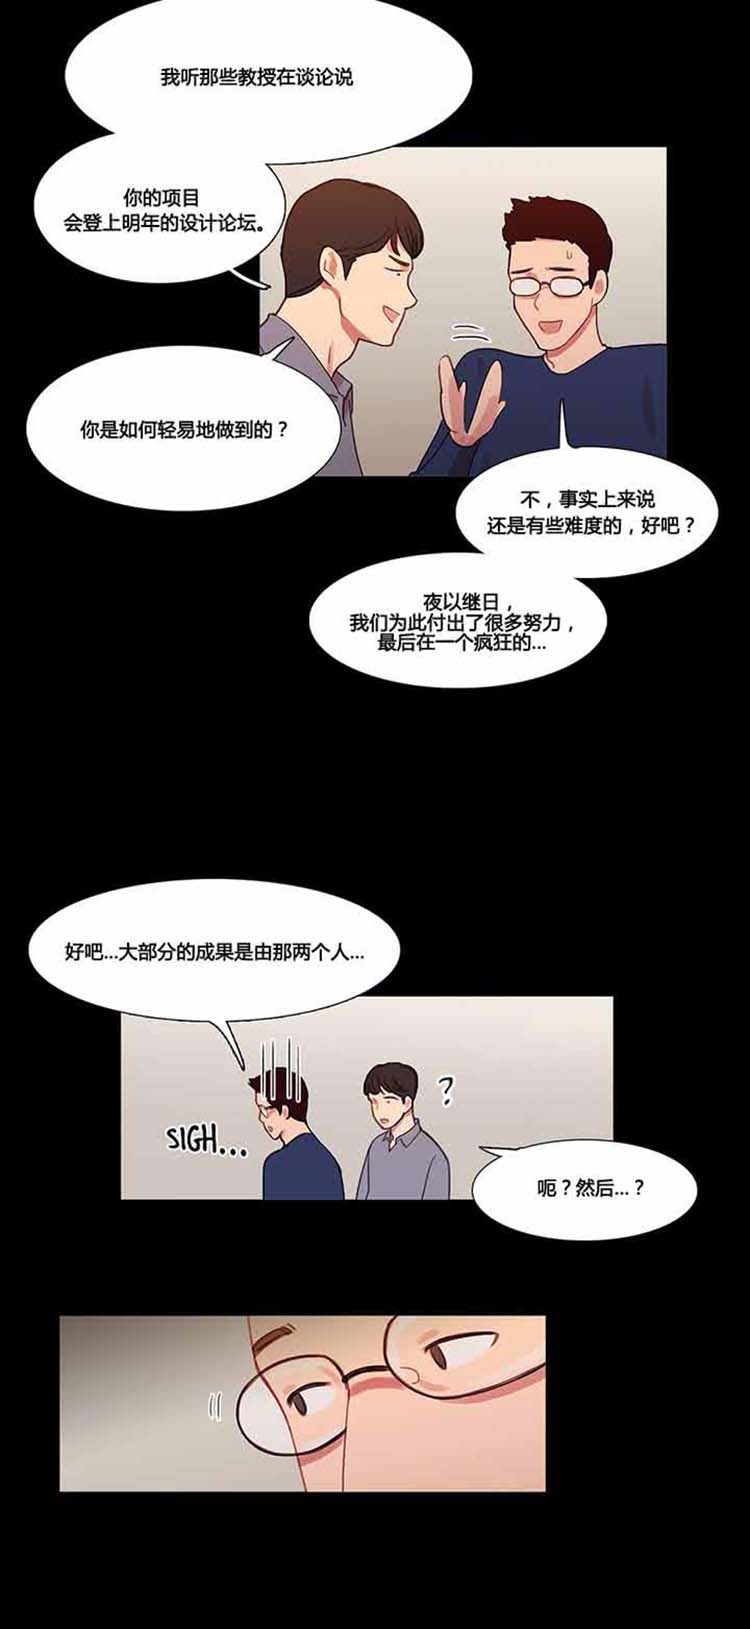 我听那些教授在谈论说
你的项目
会登上明年的设计论坛。
你是如何轻易地做到的？
不，事实上来说
还是有些难度的，好吧？
夜以继日，
我们为此付出了很多努力，
最后在一个疯狂的...
好吧...大部分的成果是由那两个人...
SIGH...
?
呃？然后...？